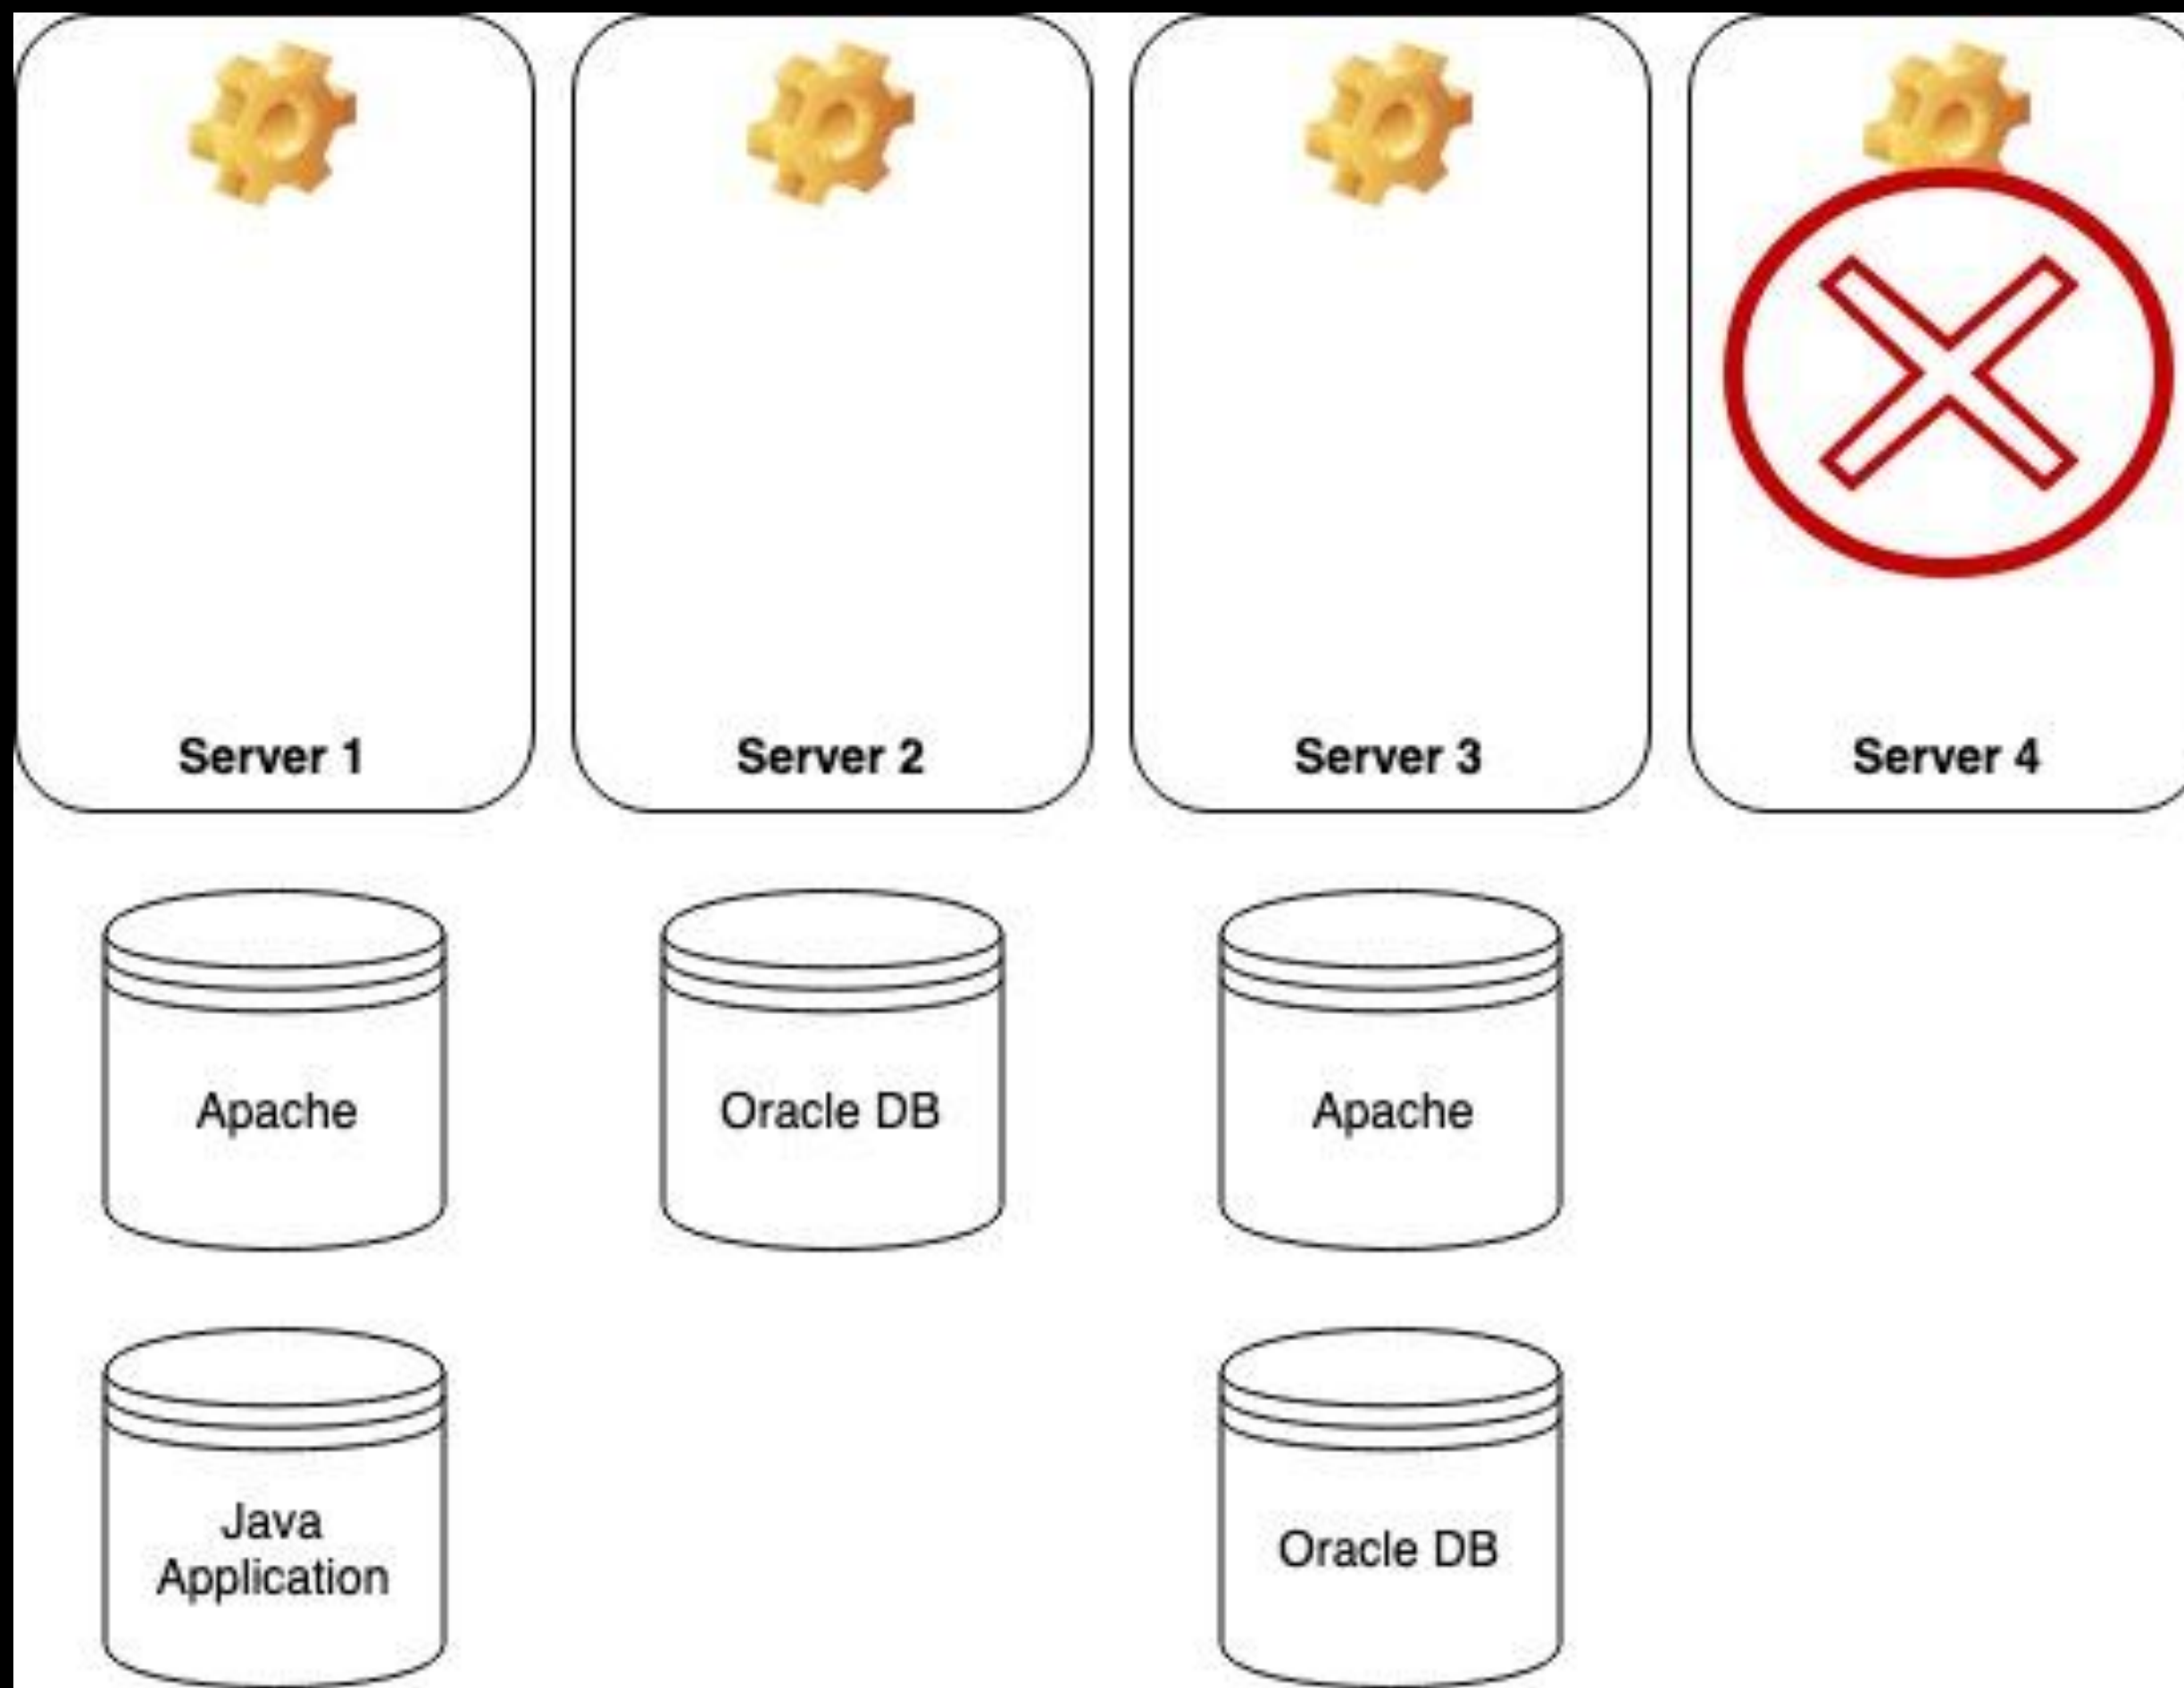 Server 1
Server 2
Server 3
Server 4
Apache
Oracle DB
Apache
Java
Application
Oracle DB